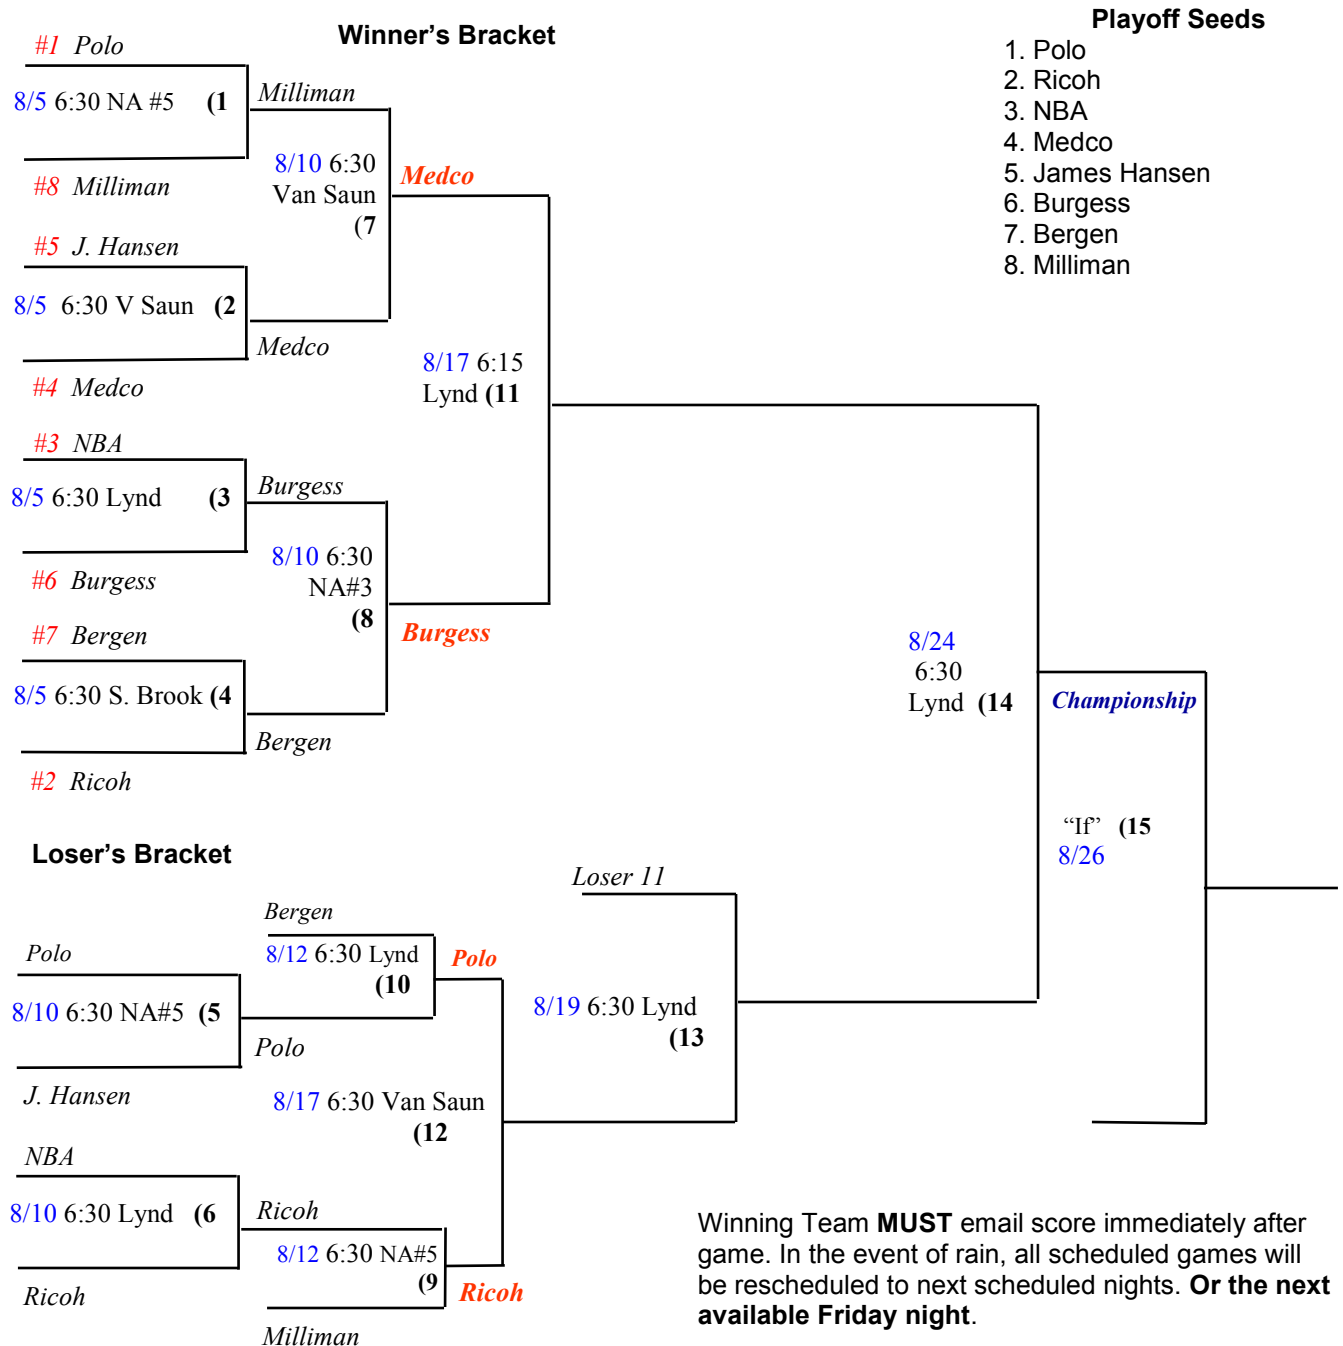 Winner's Bracket
Playoff Seeds
1. Polo
2. Ricoh
3. NBA
4. Medco
5. James Hansen
6. Burgess
7. Bergen
8. Milliman
#1 Polo
8/5 6:30 NA #5 (1
#8 Milliman
#5 J. Hansen
8/5 6:30 V Saun (2
#4 Medco
#3 NBA
8/5 6:30 Lynd (3
#6 Burgess
#7 Bergen
8/5 6:30 S. Brook (4
#2 Ricoh
Milliman
8/10 6:30
Van Saun
(7
Medco
Burgess
8/10 6:30
NA#3
(8
Bergen
Medco
8/17 6:15
Lynd (11
Burgess
8/24
6:30
Lynd (14
Championship
"If" (15
8/26
Loser's Bracket
Polo
8/10 6:30 NA#5 (5
J. Hansen
NBA
8/10 6:30 Lynd (6
Ricoh
Bergen
8/12 6:30 Lynd
(10
Polo
Polo
8/17 6:30 Van Saun
(12
Ricoh
8/12 6:30 NA#5
(9
Ricoh
Milliman
Loser 11
8/19 6:30 Lynd
(13
Winning Team MUST email score immediately after
game. In the event of rain, all scheduled games will
be rescheduled to next scheduled nights. Or the next
available Friday night.